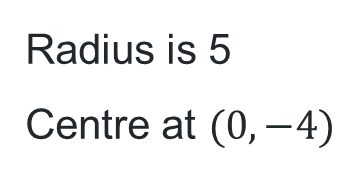 Radius is 5
Centre at (0, −4)